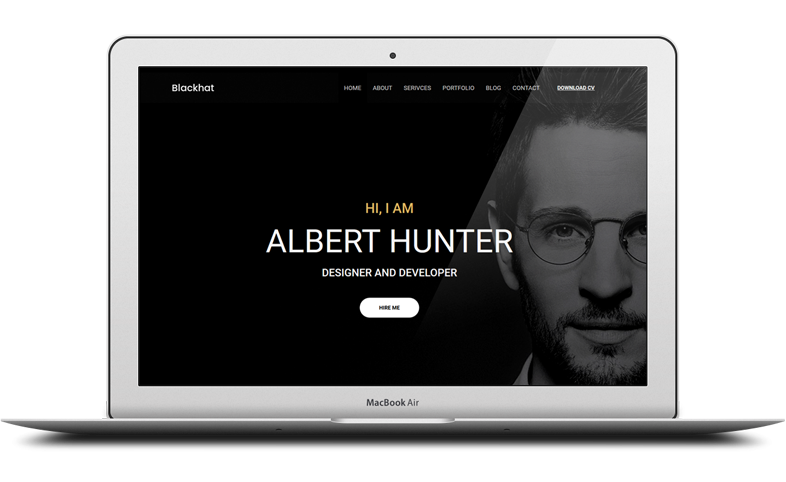 Blackhat
HOME ABOUT SERIVCES PORTFOLIO BLOG CONTACT DOWNLOAD CV
HI, I AM
ALBERT HUNTER
DESIGNER AND DEVELOPER
HIRE ME
MacBook Air